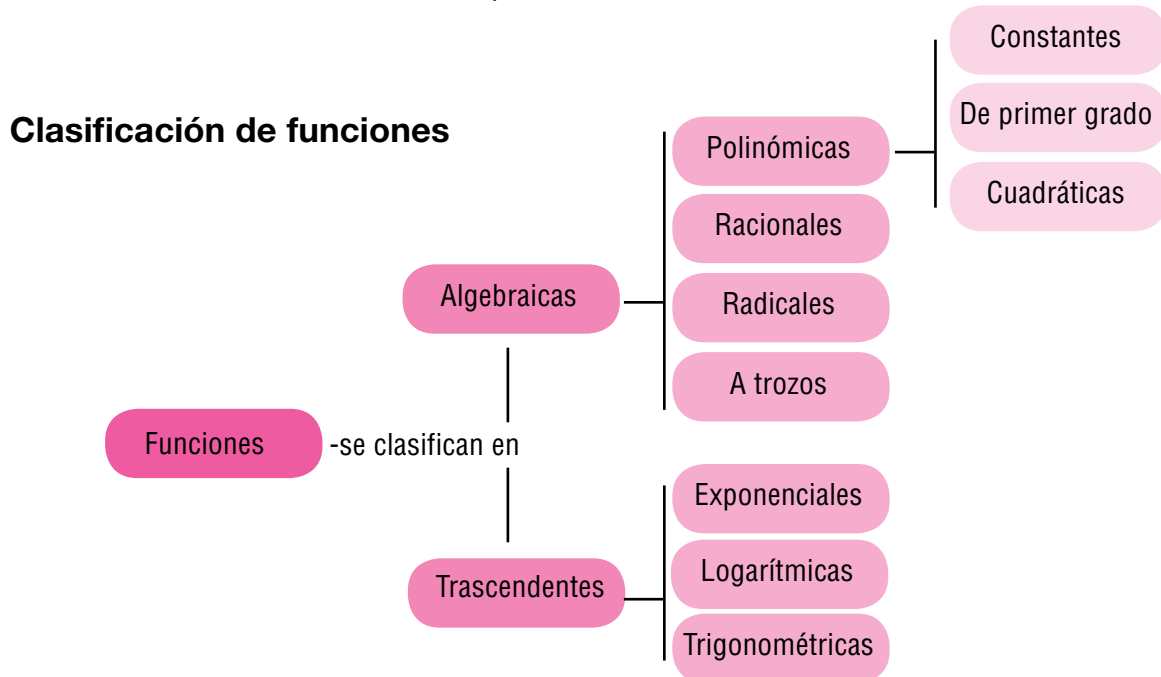 Clasificación de funciones
Funciones
-se clasifican en
Algebraicas
Polinómicas
Constantes
De primer grado
Cuadráticas
Racionales
Radicales
A trozos
Trascendentes
Exponenciales
Logarítmicas
Trigonométricas